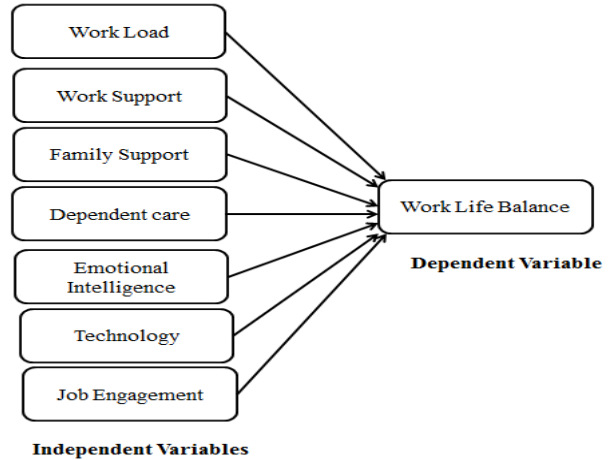 Work Load
Work Support
Family Support
Dependent care
Emotional
Intelligence
Technology
Job Engagement
Independent Variables
Work Life Balance
Dependent Variable